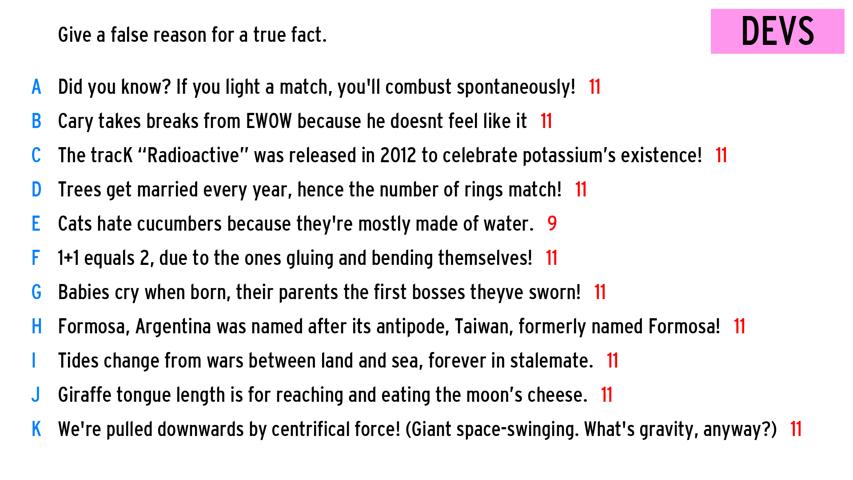 Give a false reason for a true fact.
DEVS
A Did you know? If you light a match, you'll combust spontaneously! 11
B Cary takes breaks from EWOW because he doesnt feel like it 11
C The tracK “Radioactive” was released in 2012 to celebrate potassium’s existence! 11
D Trees get married every year, hence the number of rings match! 11
E Cats hate cucumbers because they're mostly made of water. 9
F 1+1 equals 2, due to the ones gluing and bending themselves! 11
G Babies cry when born, their parents the first bosses theyve sworn! 11
H Formosa, Argentina was named after its antipode, Taiwan, formerly named Formosa! 11
I Tides change from wars between land and sea, forever in stalemate. 11
J Giraffe tongue length is for reaching and eating the moon’s cheese. 11
K We're pulled downwards by centrifical force! (Giant space-swinging. What's gravity, anyway?) 11